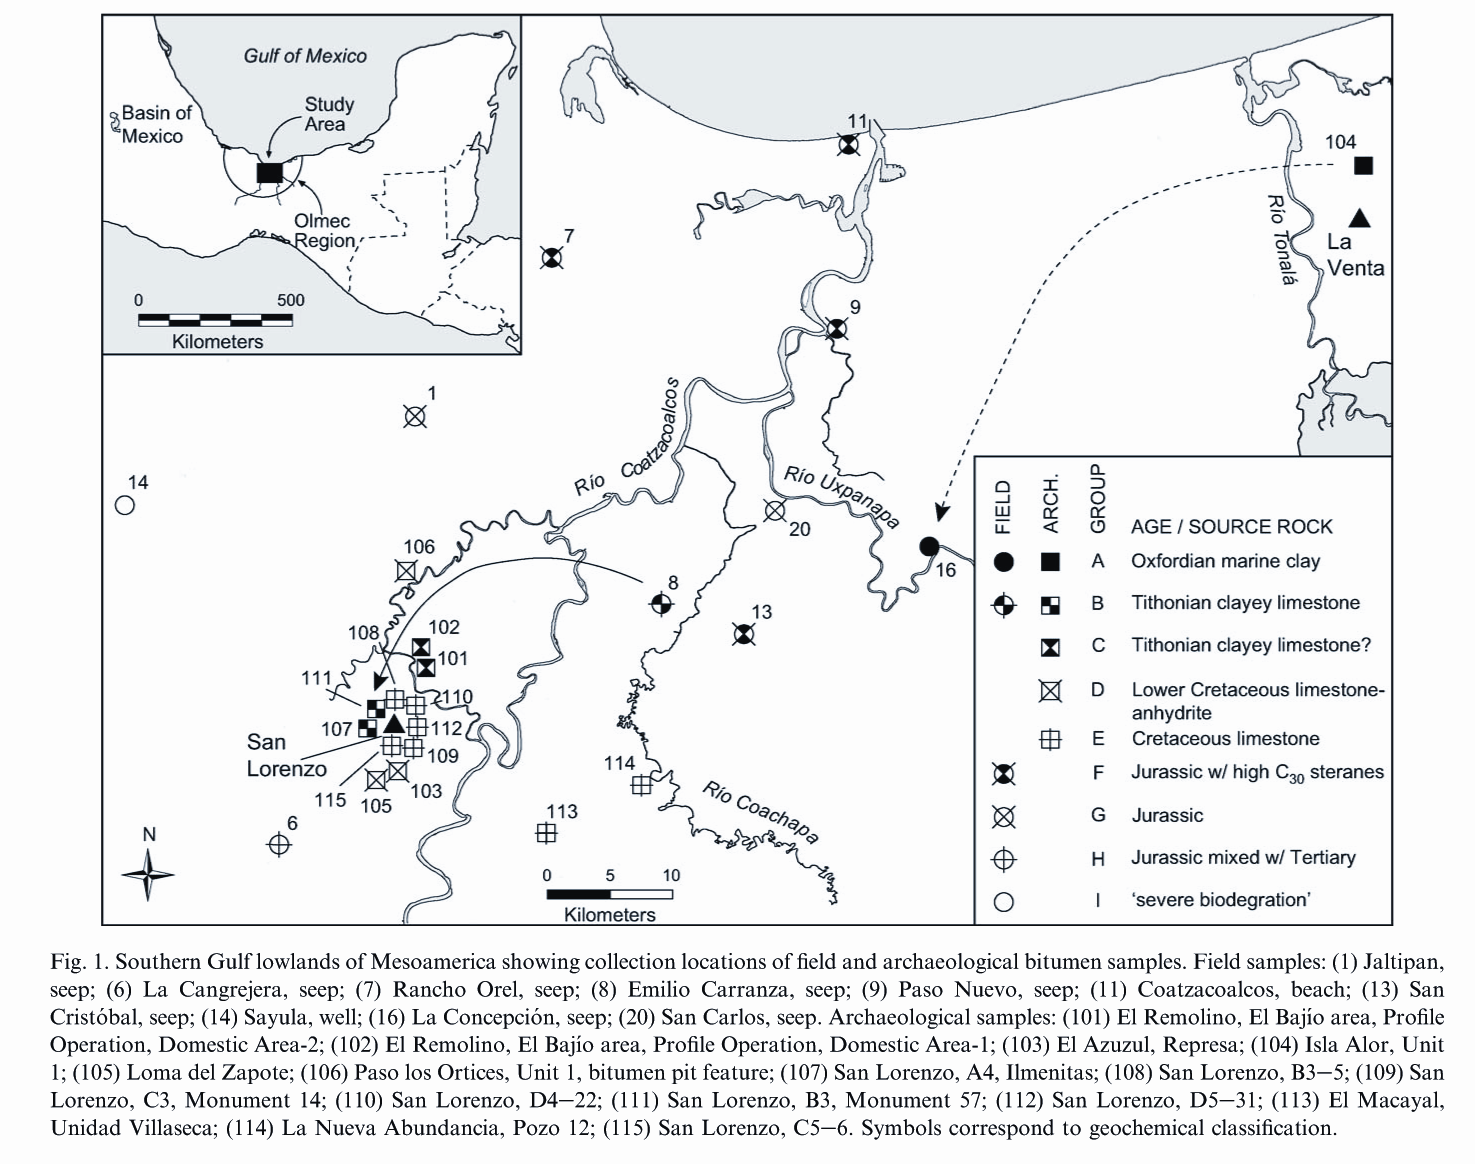 Gulf of Mexico
Study
Area
Basin of
Mexico
Olmec
Region
0 500
Kilometers
11
104
7
La
Venta
Río Tonalá
9
1
Río Coatzacoalcos
14
Río Uxpanapa
20
16
106
8
13
108
102
101
111
110
107
112
San
Lorenzo
109
103
115
105
114
113
6
Río Coachapa
N
0 5 10
Kilometers
FIELD ARCH. GROUP AGE / SOURCE ROCK
A Oxfordian marine clay
B Tithonian clayey limestone
C Tithonian clayey limestone?
D Lower Cretaceous limestone-
anhydrite
E Cretaceous limestone
F Jurassic w/ high C30 steranes
G Jurassic
H Jurassic mixed w/ Tertiary
I ‘severe biodegration’
Fig. 1. Southern Gulf lowlands of Mesoamerica showing collection locations of field and archaeological bitumen samples. Field samples: (1) Jaltipan,
seep; (6) La Cangrejera, seep; (7) Rancho Orel, seep; (8) Emilio Carranza, seep; (9) Paso Nuevo, seep; (11) Coatzacoalcos, beach; (13) San
Cristóbal, seep; (14) Sayula, well; (16) La Concepción, seep; (20) San Carlos, seep. Archaeological samples: (101) El Remolino, El Bajío area, Profile
Operation, Domestic Area-2; (102) El Remolino, El Bajío area, Profile Operation, Domestic Area-1; (103) El Azuzul, Represa; (104) Isla Alor, Unit
1; (105) Loma del Zapote; (106) Paso los Ortices, Unit 1, bitumen pit feature; (107) San Lorenzo, A4, Ilmenitas; (108) San Lorenzo, B3–5; (109) San
Lorenzo, C3, Monument 14; (110) San Lorenzo, D4–22; (111) San Lorenzo, B3, Monument 57; (112) San Lorenzo, D5–31; (113) El Macayal,
Unidad Villaseca; (114) La Nueva Abundancia, Pozo 12; (115) San Lorenzo, C5–6. Symbols correspond to geochemical classification.